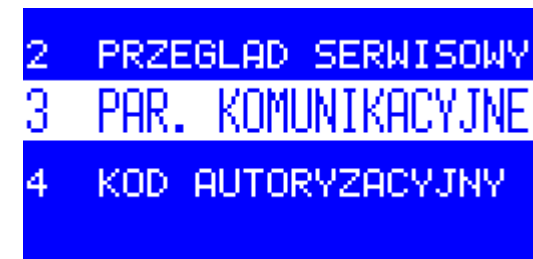 2 PRZEGLAD SERWISOWY
3 PAR. KOMUNIKACYJNE
4 KOD AUTORYZACYJNY